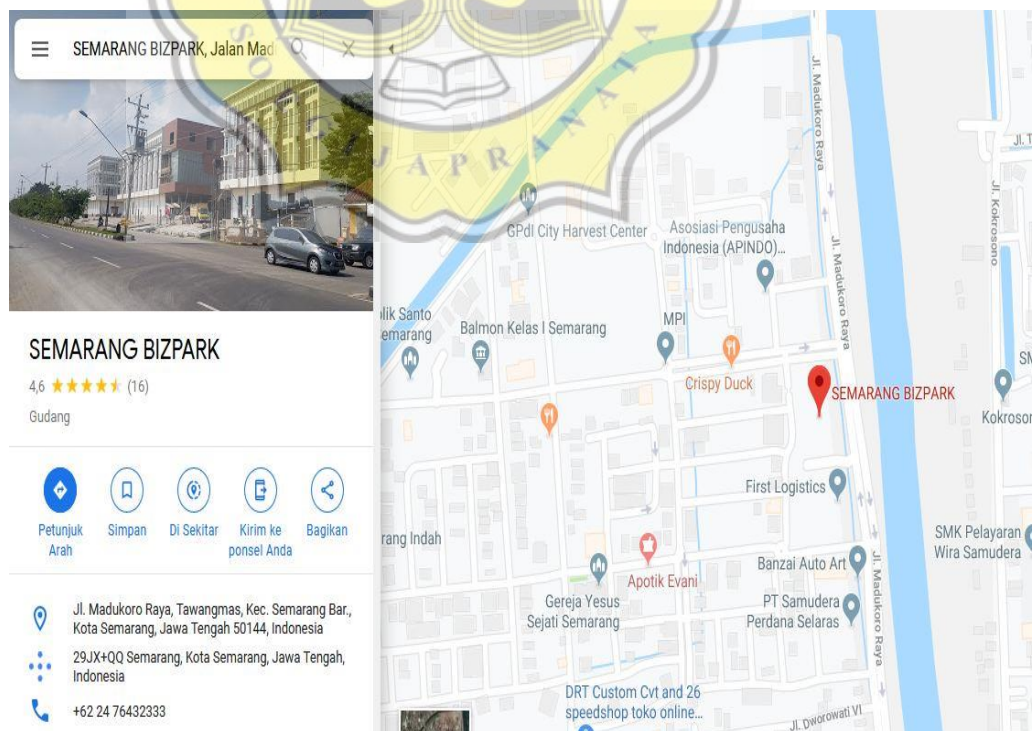 SEMARANG BIZPARK, Jalan Mad
SEMARANG BIZPARK
4,6 (16)
Gudang
Petunjuk
Arah
Simpan
Di Sekitar
Kirim ke
ponsel Anda
Bagikan
Jl. Madukoro Raya, Tawangmas, Kec. Semarang Bar.,
Kota Semarang, Jawa Tengah 50144, Indonesia
29JX+QQ Semarang, Kota Semarang, Jawa Tengah,
Indonesia
+62 24 76432333
JAPRANATA
Jl. Madukoro Raya
Jl. T
Jl. Kokrosono
GPdI City Harvest Center
Asosiasi Pengusaha
Indonesia (APINDO)...
Jl. Madukoro Raya
lik Santo
emarang
Balmon Kelas I Semarang
MPI
Crispy Duck
SEMARANG BIZPARK
SM
Kokrosor
First Logistics
rang Indah
SMK Pelayaran
Wira Samudera
Banzai Auto Art
Apotik Evani
Gereja Yesus
Sejati Semarang
PT Samudera
Perdana Selaras
Jl. Madukoro Raya
DRT Custom Cvt and 26
speedshop toko online...
Jl. Dworowati VI